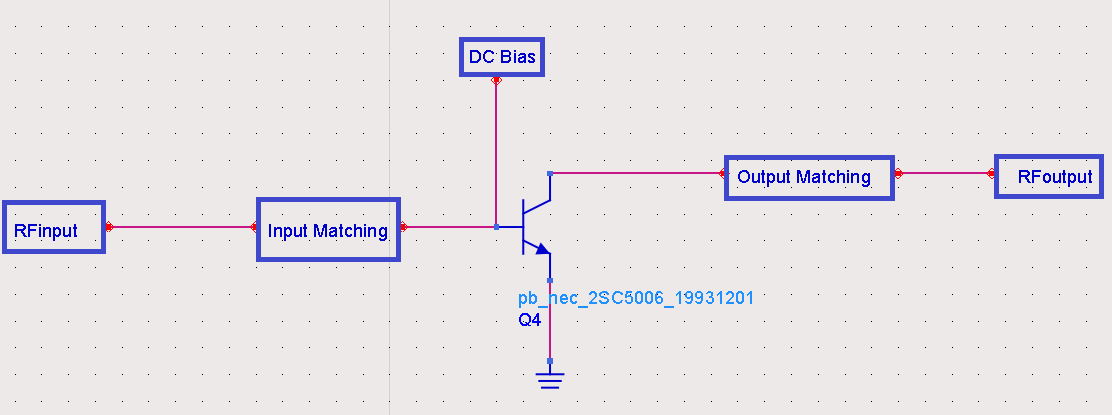 DC Bias
RFinput
Input Matching
Output Matching
RFoutput
pb_nec_2SC5006_19931201
Q4